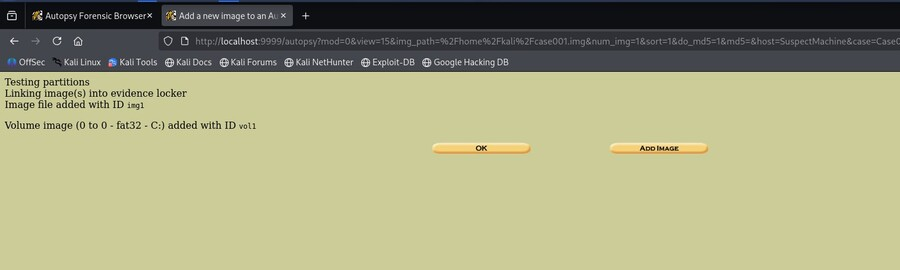 Autopsy Forensic Browser
Add a new image to an Au
http://localhost:9999/autopsy?mod=0&view=15&img_path=%2Fhome%2Fkali%2Fcase001.img&num_img=1&sort=1&do_md5=1&md5=&host=SuspectMachine&case=Case0
OffSec Kali Linux Kali Tools Kali Docs Kali Forums Kali NetHunter Exploit-DB Google Hacking DB
Testing partitions
Linking image(s) into evidence locker
Image file added with ID img1
Volume image (0 to 0 - fat32 - C:) added with ID vol1
OK ADD IMAGE